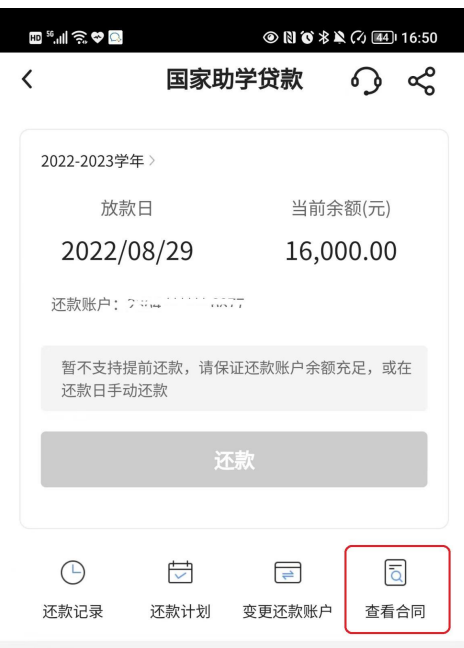 HD 5G 44 16:50
国家助学贷款
2022-2023学年
放款日 当前余额(元)
2022/08/29 16,000.00
还款账户：
暂不支持提前还款，请保证还款账户余额充足，或在
还款日手动还款
还款
还款记录 还款计划 变更还款账户 查看合同